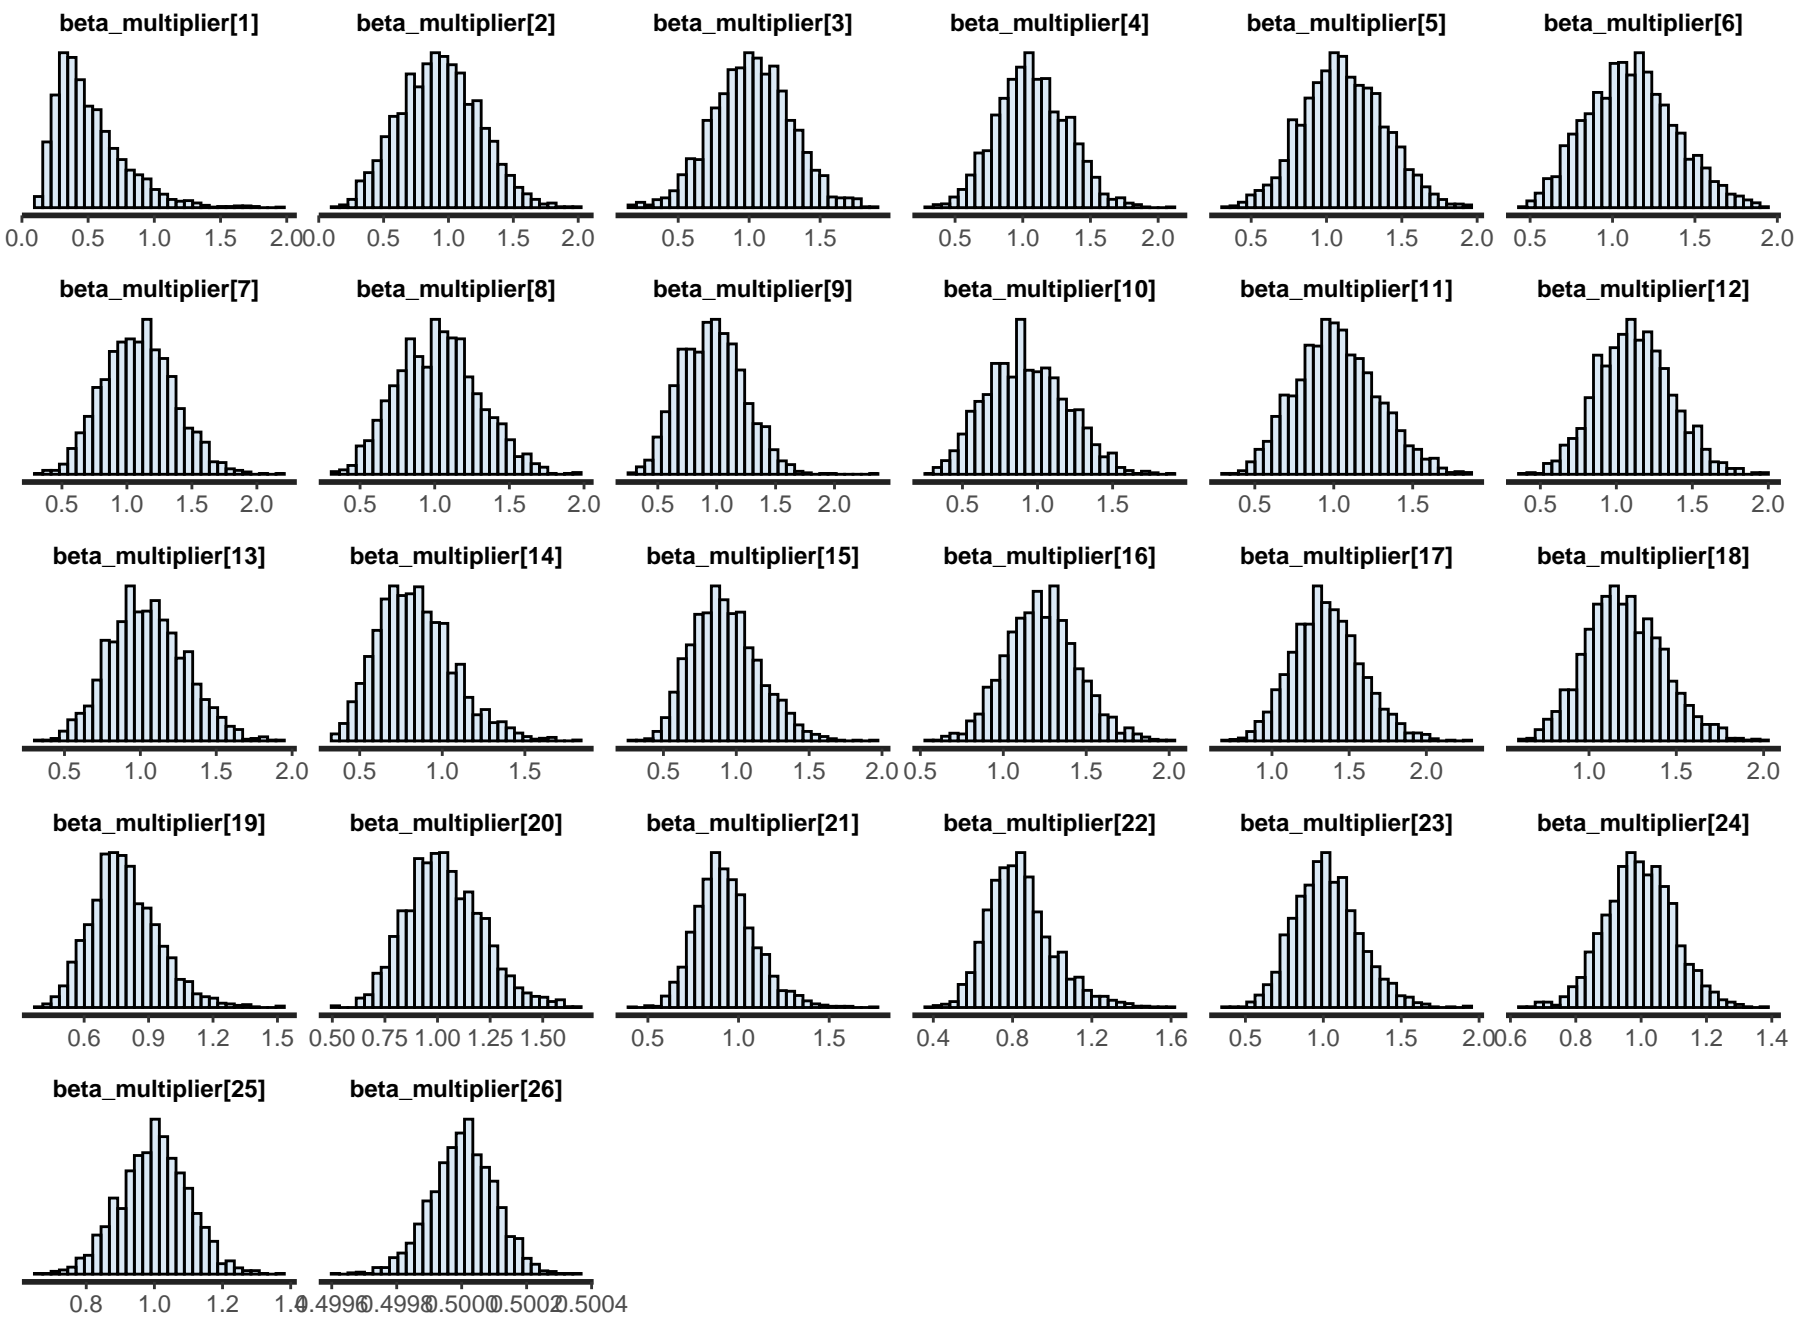 beta_multiplier[1] beta_multiplier[2] beta_multiplier[3] beta_multiplier[4] beta_multiplier[5] beta_multiplier[6]
0.0 0.5 1.0 1.5 2.0 0.0 0.5 1.0 1.5 2.0 0.5 1.0 1.5 0.5 1.0 1.5 2.0 0.5 1.0 1.5 2.0 0.5 1.0 1.5 2.0
beta_multiplier[7] beta_multiplier[8] beta_multiplier[9] beta_multiplier[10] beta_multiplier[11] beta_multiplier[12]
0.5 1.0 1.5 2.0 0.5 1.0 1.5 2.0 0.5 1.0 1.5 2.0 0.5 1.0 1.5 0.5 1.0 1.5 0.5 1.0 1.5 2.0
beta_multiplier[13] beta_multiplier[14] beta_multiplier[15] beta_multiplier[16] beta_multiplier[17] beta_multiplier[18]
0.5 1.0 1.5 2.0 0.5 1.0 1.5 0.5 1.0 1.5 2.0 0.5 1.0 1.5 2.0 1.0 1.5 2.0 1.0 1.5 2.0
beta_multiplier[19] beta_multiplier[20] beta_multiplier[21] beta_multiplier[22] beta_multiplier[23] beta_multiplier[24]
0.6 0.9 1.2 1.5 0.50 0.75 1.00 1.25 1.50 0.5 1.0 1.5 0.4 0.8 1.2 1.6 0.5 1.0 1.5 2.0 0.6 0.8 1.0 1.2 1.4
beta_multiplier[25] beta_multiplier[26]
0.8 1.0 1.2 1.4 0.4996 0.4998 0.5000 0.5002 0.5004